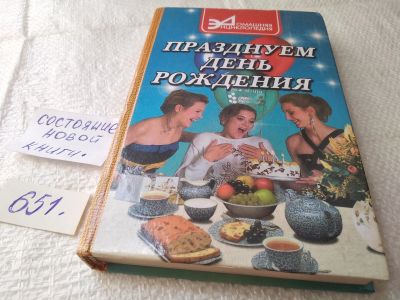 ДОМАШНЯЯ
ЭНЦИКЛОПЕДИЯ
ПРАЗДНУЕМ
ДЕНЬ
РОЖДЕНИЯ
СОСТОЯНИЕ
НОВОЙ
КНИГИ.
651.